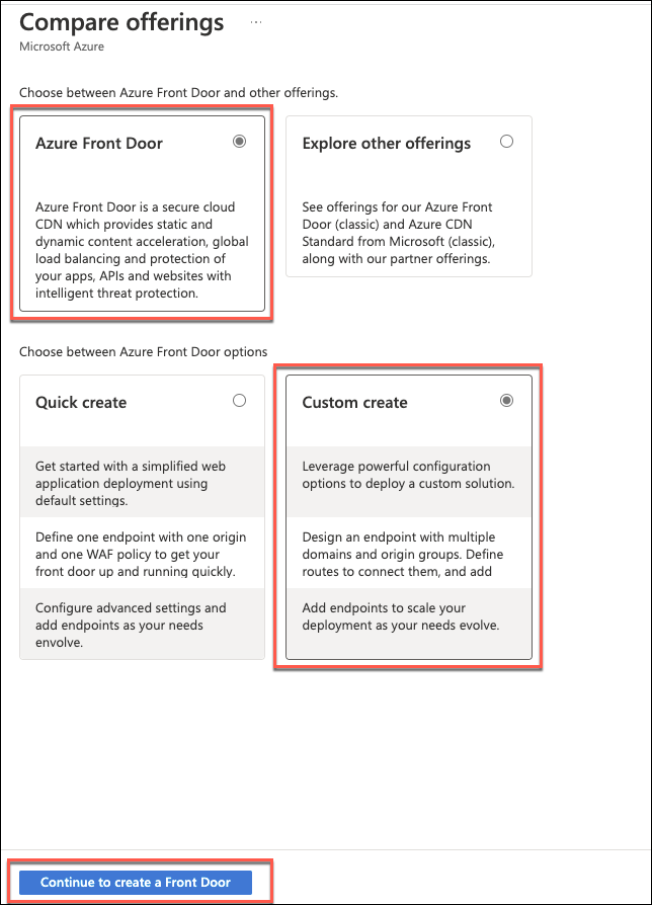 Compare offerings ...
Microsoft Azure
Choose between Azure Front Door and other offerings.
Azure Front Door
Azure Front Door is a secure cloud
CDN which provides static and
dynamic content acceleration, global
load balancing and protection of
your apps, APIs and websites with
intelligent threat protection.
Explore other offerings
See offerings for our Azure Front
Door (classic) and Azure CDN
Standard from Microsoft (classic),
along with our partner offerings.
Choose between Azure Front Door options
Quick create
Get started with a simplified web
application deployment using
default settings.
Define one endpoint with one origin
and one WAF policy to get your
front door up and running quickly.
Configure advanced settings and
add endpoints as your needs
envolve.
Custom create
Leverage powerful configuration
options to deploy a custom solution.
Design an endpoint with multiple
domains and origin groups. Define
routes to connect them, and add
Add endpoints to scale your
deployment as your needs evolve.
Continue to create a Front Door